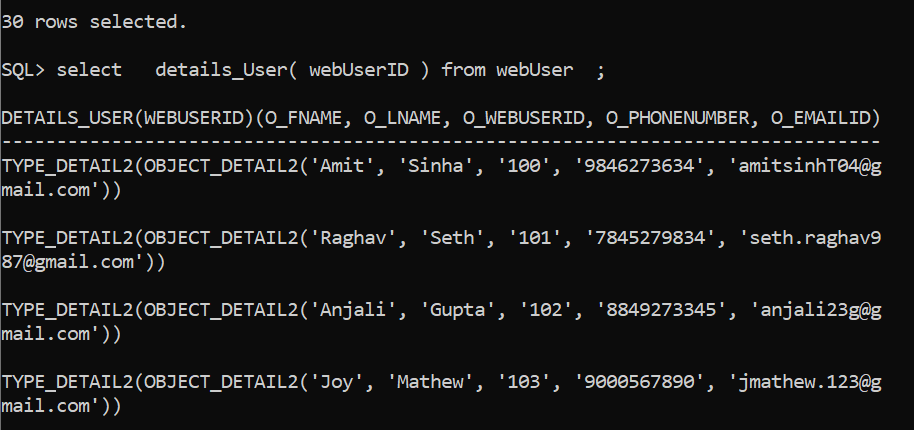 30 rows selected.
SQL> select   details_User( webUserID ) from webUser  ;
DETAILS_USER(WEBUSERID)(O_FNAME, O_LNAME, O_WEBUSERID, O_PHONENUMBER, O_EMAILID)
--------------------------------------------------------------------------------
TYPE_DETAIL2(OBJECT_DETAIL2('Amit', 'Sinha', '100', '9846273634', 'amitsinhT04@g
mail.com'))
TYPE_DETAIL2(OBJECT_DETAIL2('Raghav', 'Seth', '101', '7845279834', 'seth.raghav9
87@gmail.com'))
TYPE_DETAIL2(OBJECT_DETAIL2('Anjali', 'Gupta', '102', '8849273345', 'anjali23g@g
mail.com'))
TYPE_DETAIL2(OBJECT_DETAIL2('Joy', 'Mathew', '103', '9000567890', 'jmathew.123@g
mail.com'))